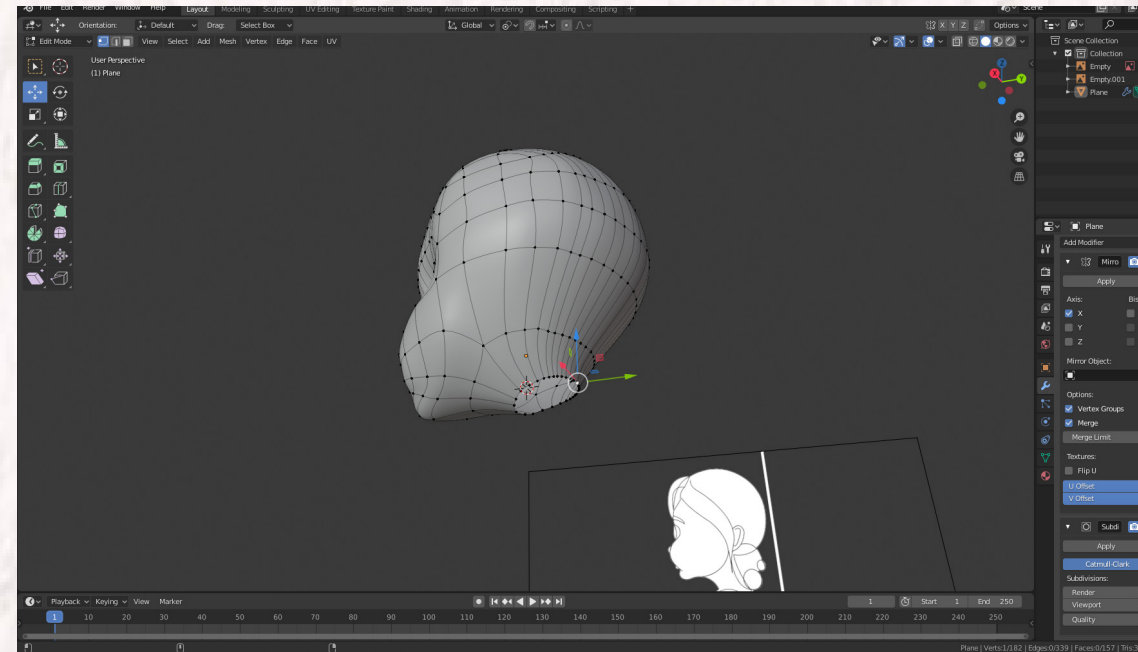 File Edit Render Window Help Layout Modeling Sculpting UV Editing Texture Paint Shading Animation Rendering Compositing Scripting + Scene
Orientation: Default Drag: Select Box Global X Y Z Options
Edit Mode View Select Add Mesh Vertex Edge Face UV
User Perspective
(1) Plane
Z
X
Y
Scene Collection
Collection
Empty
Empty.001
Plane
Plane
Add Modifier
Mirro
Apply
Axis: Bis
X
Y
Z
Mirror Object:
Options:
Vertex Groups
Merge
Merge Limit
Textures:
Flip U
U Offset
V Offset
Subdi
Apply
Catmull-Clark
Subdivisions:
Render
Viewport
Quality
Playback Keying View Marker 1 Start 1 End 250
1 10 20 30 40 50 60 70 80 90 100 110 120 130 140 150 160 170 180 190 200 210 220 230 240 250
Plane | Verts:1/182 | Edges:0/339 | Faces:0/157 | Tris:3